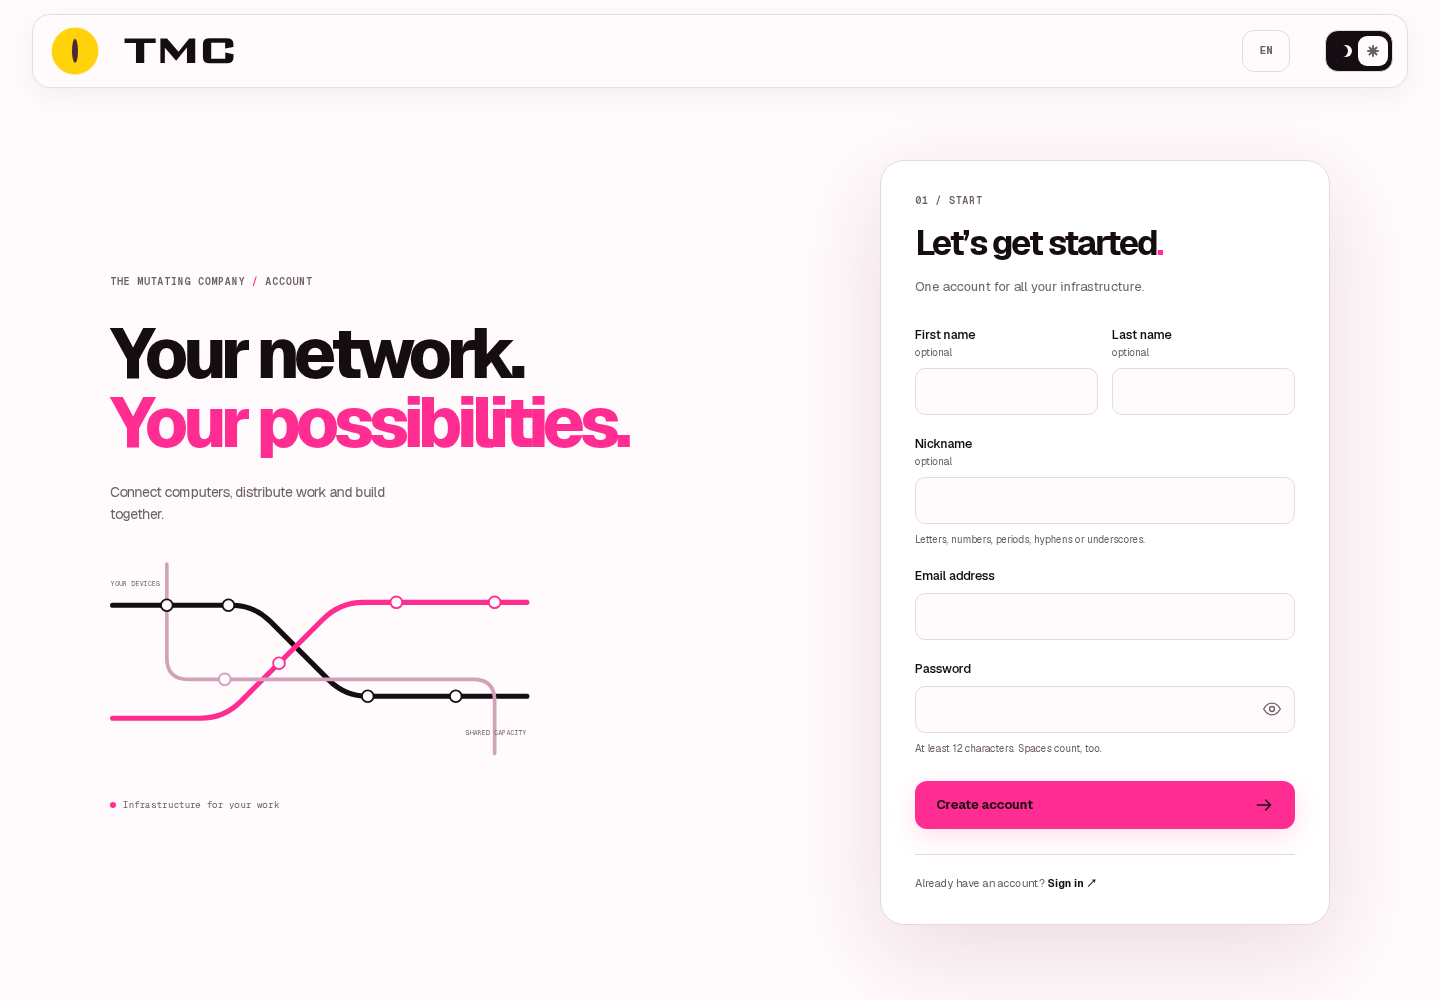 TMC
EN
THE MUTATING COMPANY / ACCOUNT
Your network.
Your possibilities.
Connect computers, distribute work and build
together.
YOUR DEVICES
SHARED CAPACITY
Infrastructure for your work
01 / START
Let's get started.
One account for all your infrastructure.
First name
optional
Last name
optional
Nickname
optional
Letters, numbers, periods, hyphens or underscores.
Email address
Password
At least 12 characters. Spaces count, too.
Create account →
Already have an account? Sign in ↗